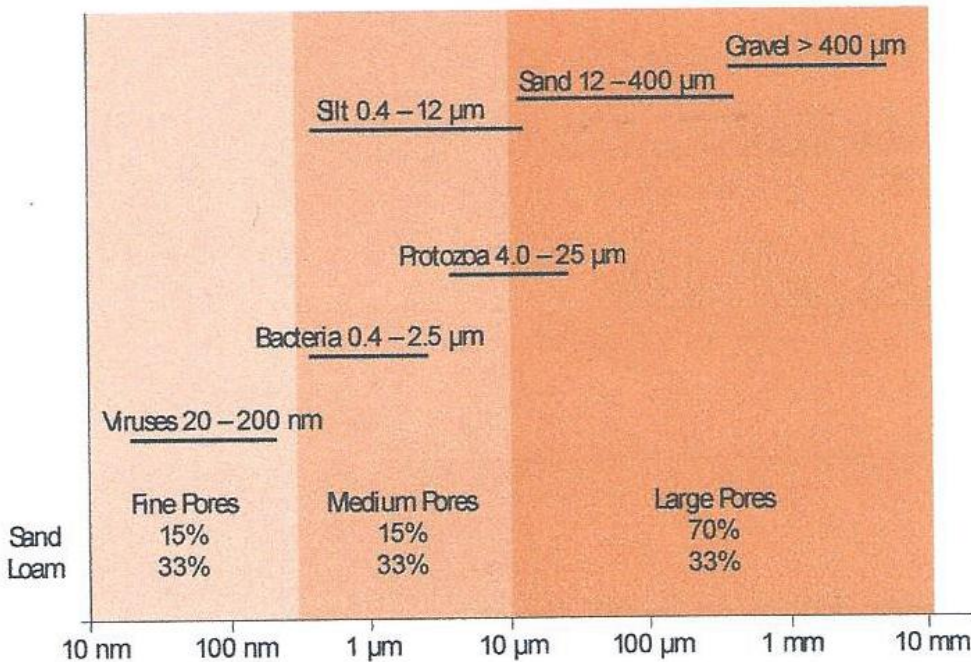 Gravel > 400 µm
Sand 12 – 400 µm
Silt 0.4 – 12 µm
Protozoa 4.0 – 25 µm
Bacteria 0.4 – 2.5 µm
Viruses 20 – 200 nm
Fine Pores Medium Pores Large Pores
Sand 15% 15% 70%
Loam 33% 33% 33%
10 nm 100 nm 1 µm 10 µm 100 µm 1 mm 10 mm